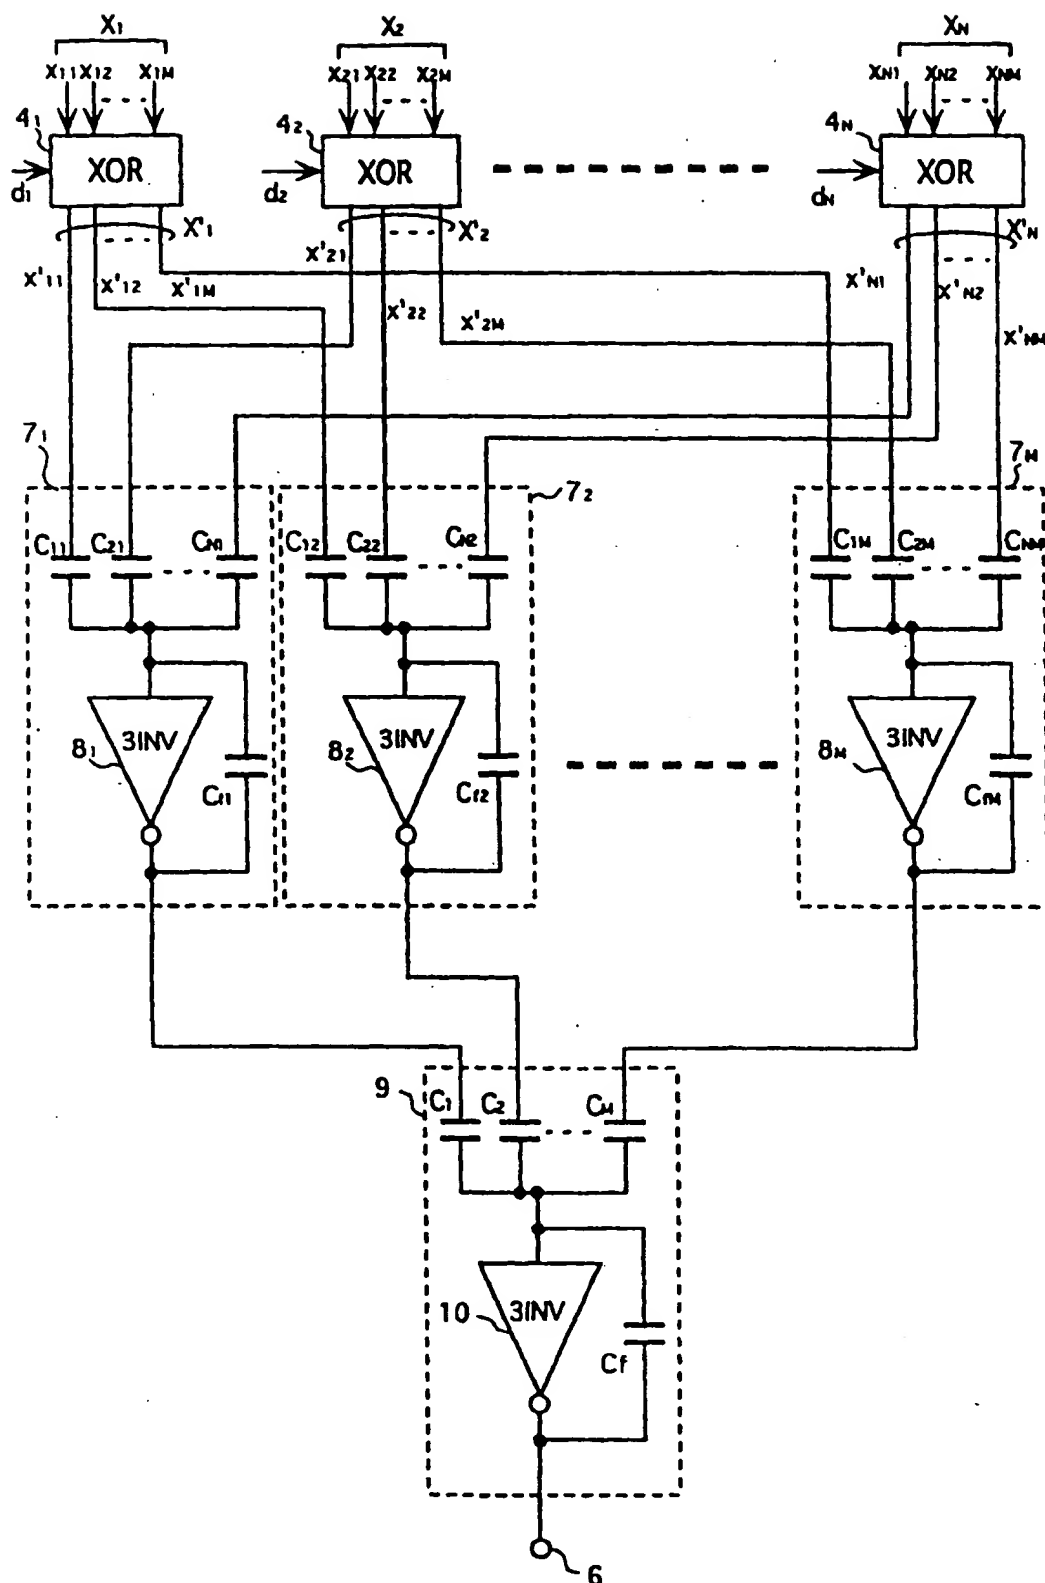 X1 X2 XN
x11 x12 x1M x21 x22 x2M xN1 xN2 xNM
41 42 4N
XOR XOR XOR
d1 d2 dN
X'1 X'2 X'N
x'11 x'12 x'1M x'21 x'22 x'2M x'N1 x'N2 x'NM
71 72 7M
C11 C21 CN1 C12 C22 CN2 C1M C2M CNM
3INV 3INV 3INV
81 82 8M
Cf1 Cf2 CfM
9
C1 C2 CM
3INV
10
Cf
6